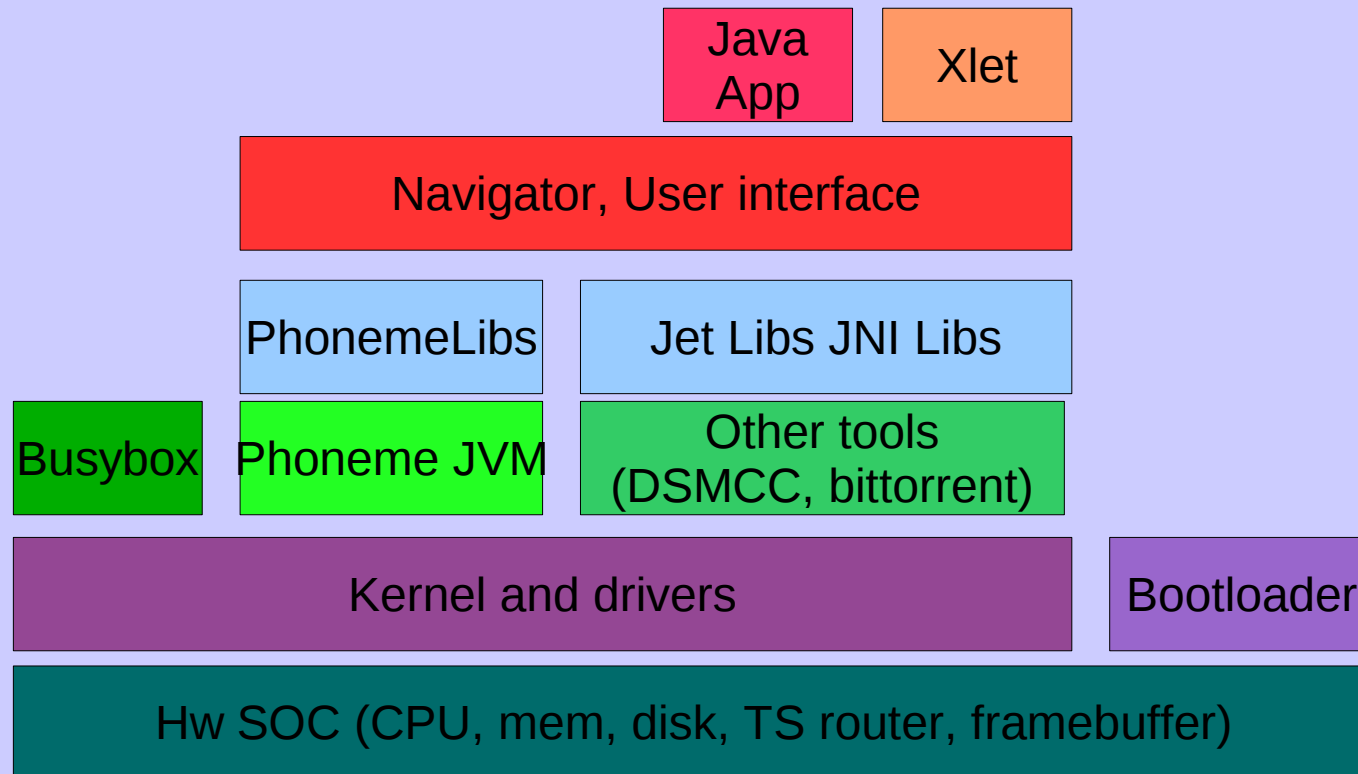 Java
App
Xlet
Navigator, User interface
PhonemeLibs
Jet Libs JNI Libs
Busybox
Phoneme JVM
Other tools
(DSMCC, bittorrent)
Kernel and drivers
Bootloader
Hw SOC (CPU, mem, disk, TS router, framebuffer)